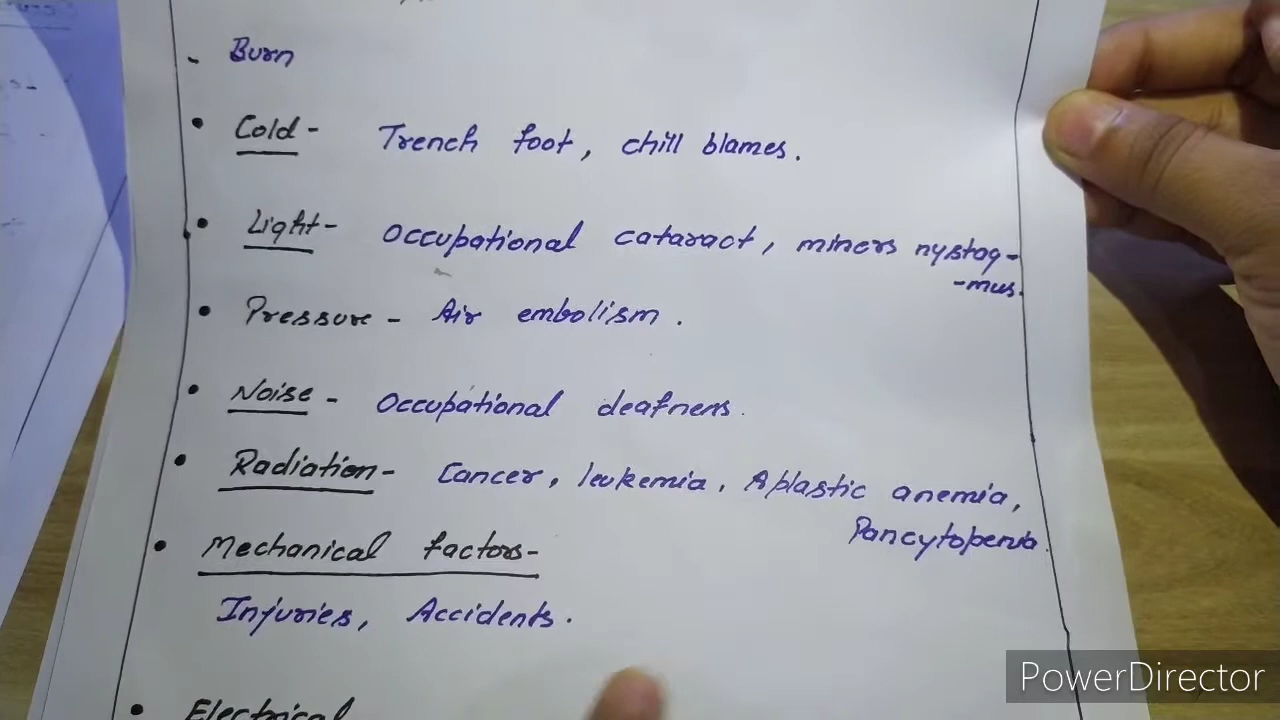 - Burn
• Cold - Trench foot, chill blames.
• Light - Occupational cataract, miners nystag-
-mus.
• Pressure - Air embolism.
• Noise - Occupational deafness.
• Radiation - Cancer, leukemia, Aplastic anemia,
Pancytopenia.
• Mechanical factors-
Injuries, Accidents.
• Electrical
PowerDirector